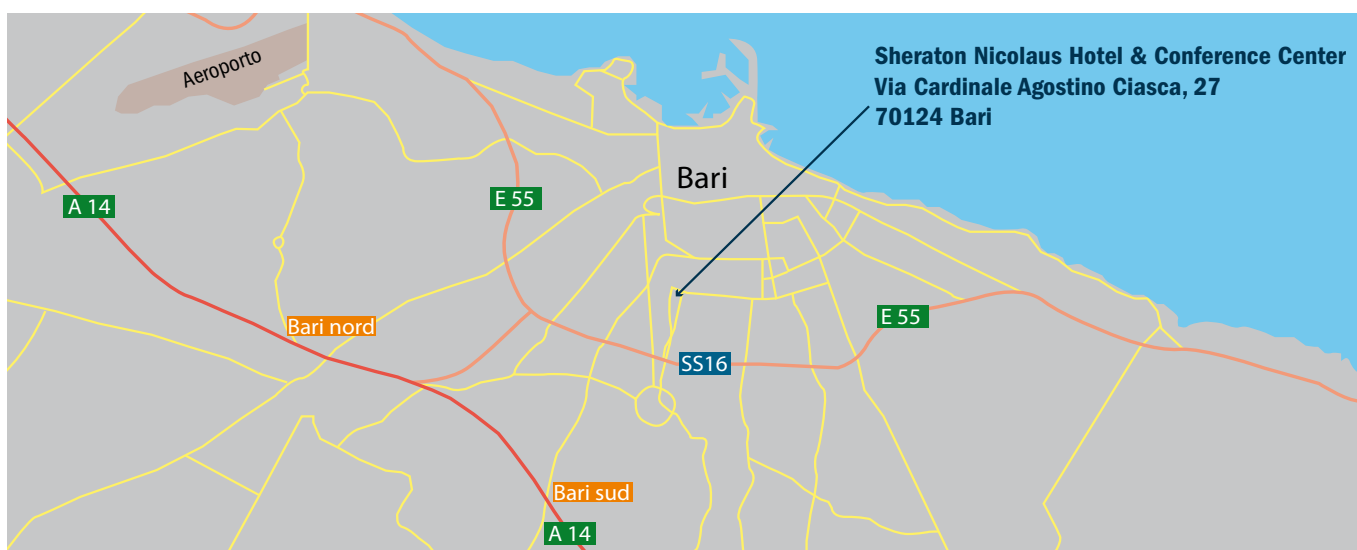 Aeroporto
Sheraton Nicolaus Hotel & Conference Center
Via Cardinale Agostino Ciasca, 27
70124 Bari
Bari
A 14
E 55
E 55
Bari nord
SS16
Bari sud
A 14